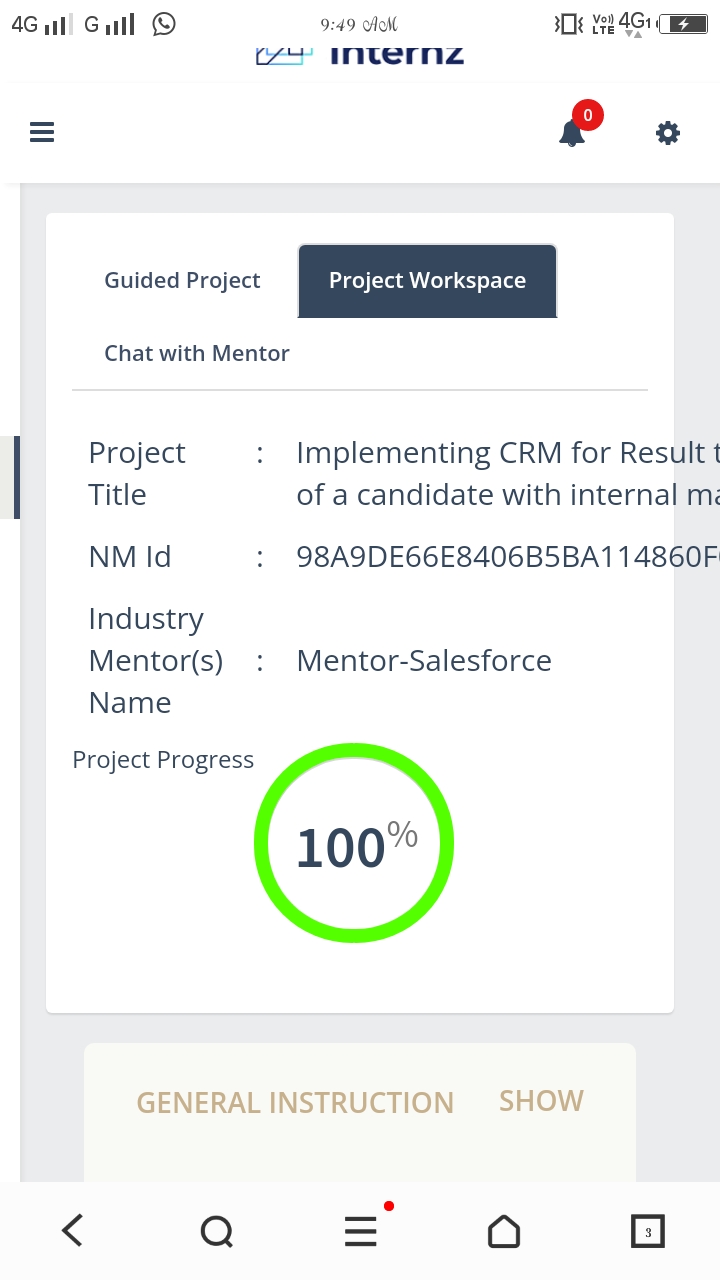 4G G 9:49 AM Vo)) LTE 4G1
Internz
0
Guided Project Project Workspace
Chat with Mentor
Project Title : Implementing CRM for Result t
of a candidate with internal ma
NM Id : 98A9DE66E8406B5BA114860F
Industry
Mentor(s) : Mentor-Salesforce
Name
Project Progress
100%
GENERAL INSTRUCTION SHOW
3